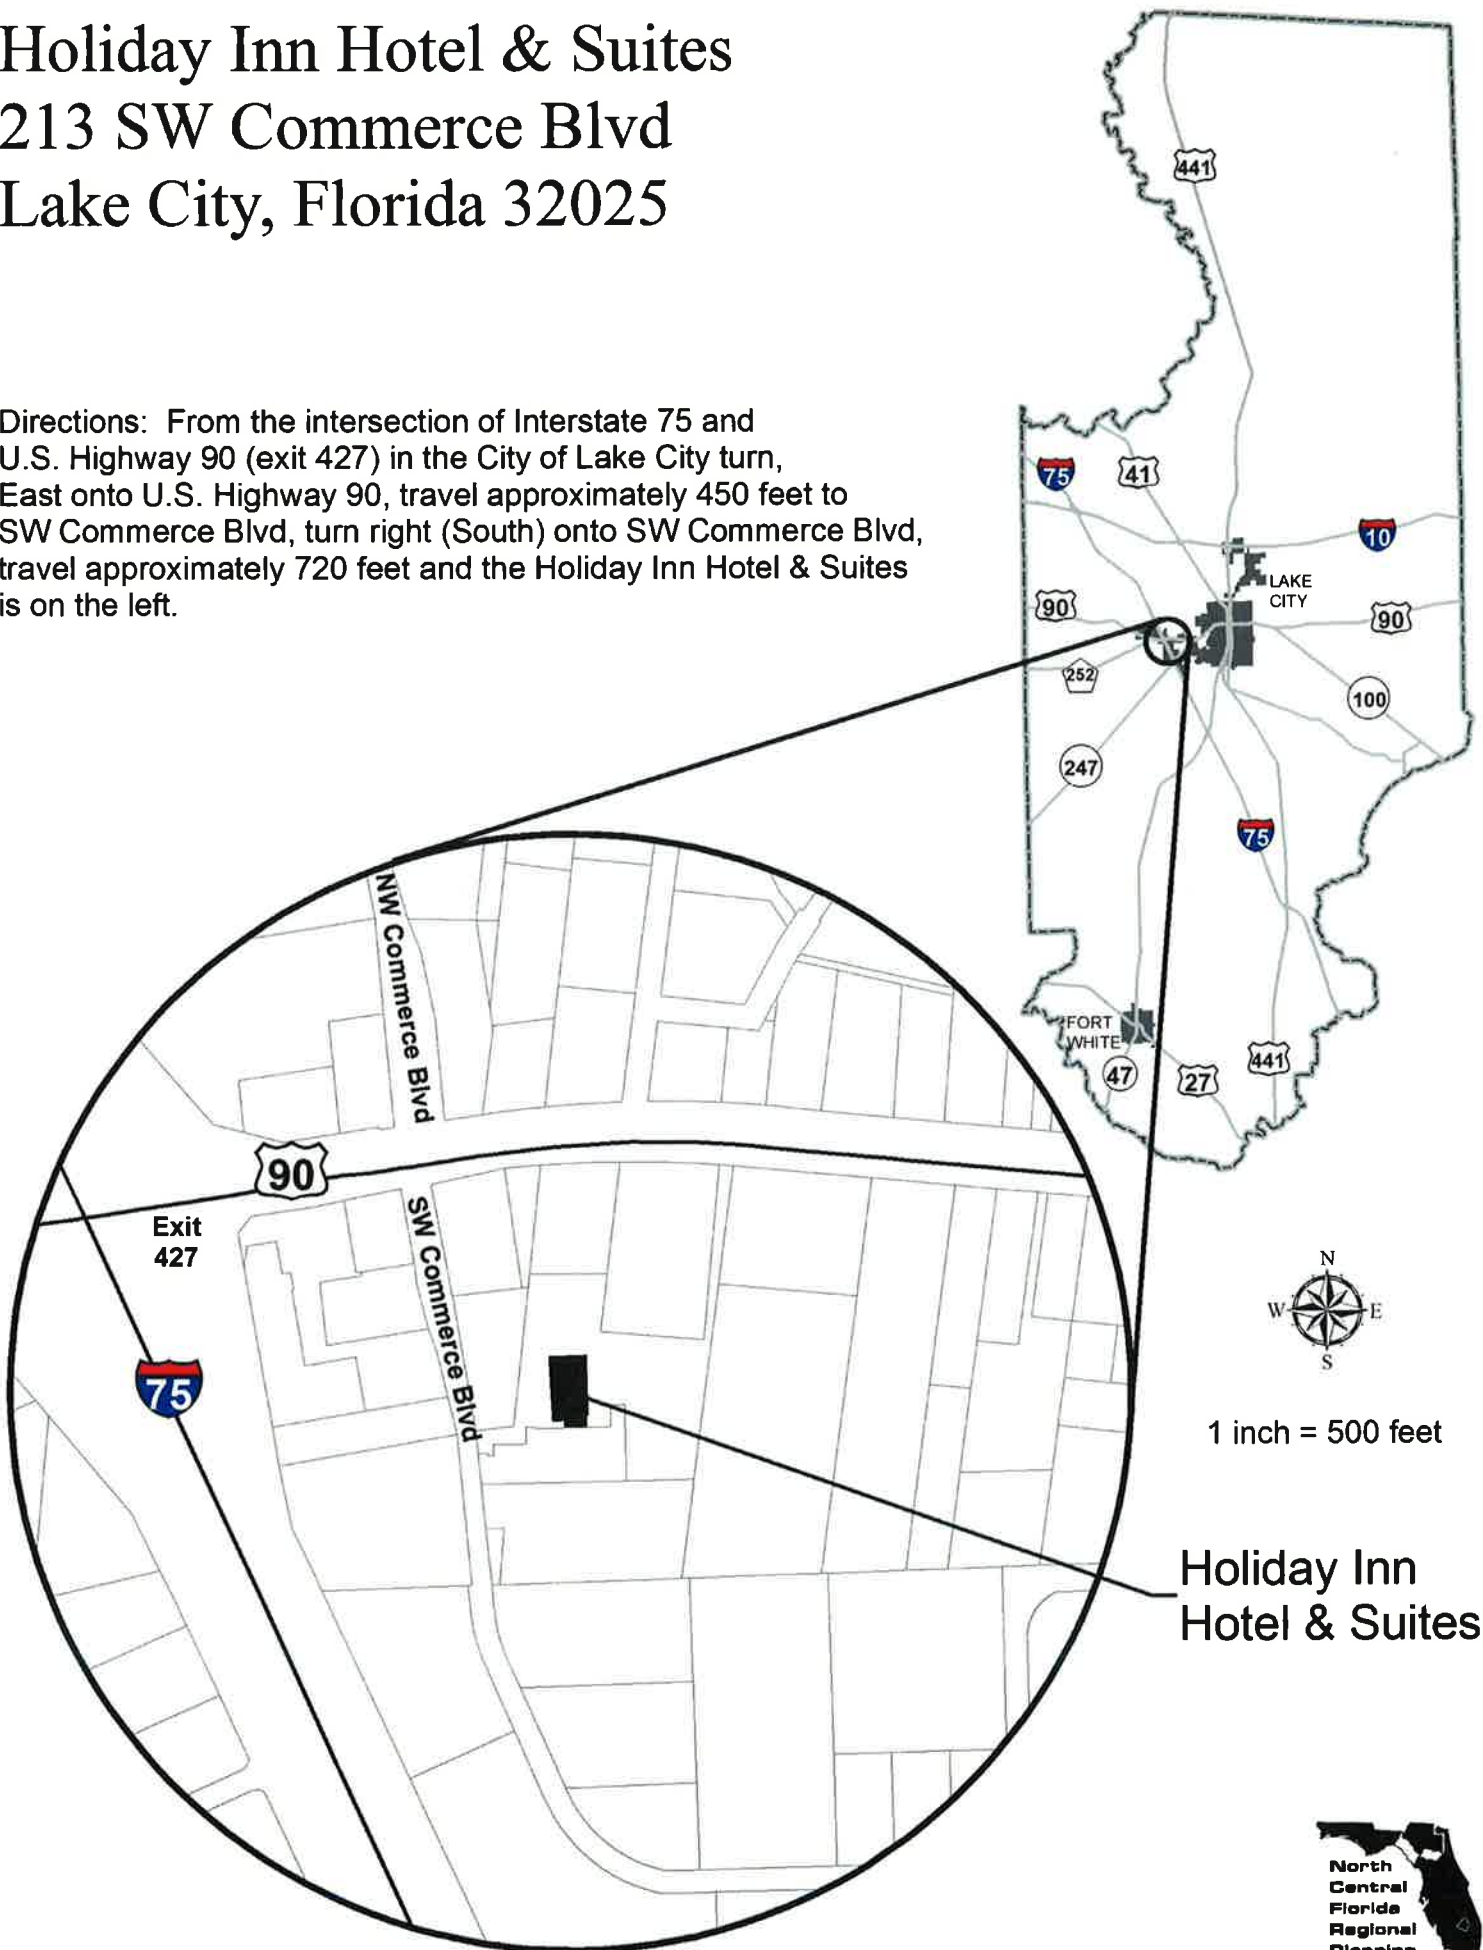 Holiday Inn Hotel & Suites
213 SW Commerce Blvd
Lake City, Florida 32025
Directions: From the intersection of Interstate 75 and
U.S. Highway 90 (exit 427) in the City of Lake City turn,
East onto U.S. Highway 90, travel approximately 450 feet to
SW Commerce Blvd, turn right (South) onto SW Commerce Blvd,
travel approximately 720 feet and the Holiday Inn Hotel & Suites
is on the left.
441
75
41
10
LAKE
CITY
90
90
252
100
247
75
FORT
WHITE
47
27
441
NW Commerce Blvd
90
Exit
427
SW Commerce Blvd
75
N
W
E
S
1 inch = 500 feet
Holiday Inn
Hotel & Suites
North
Central
Florida
Regional
Planning